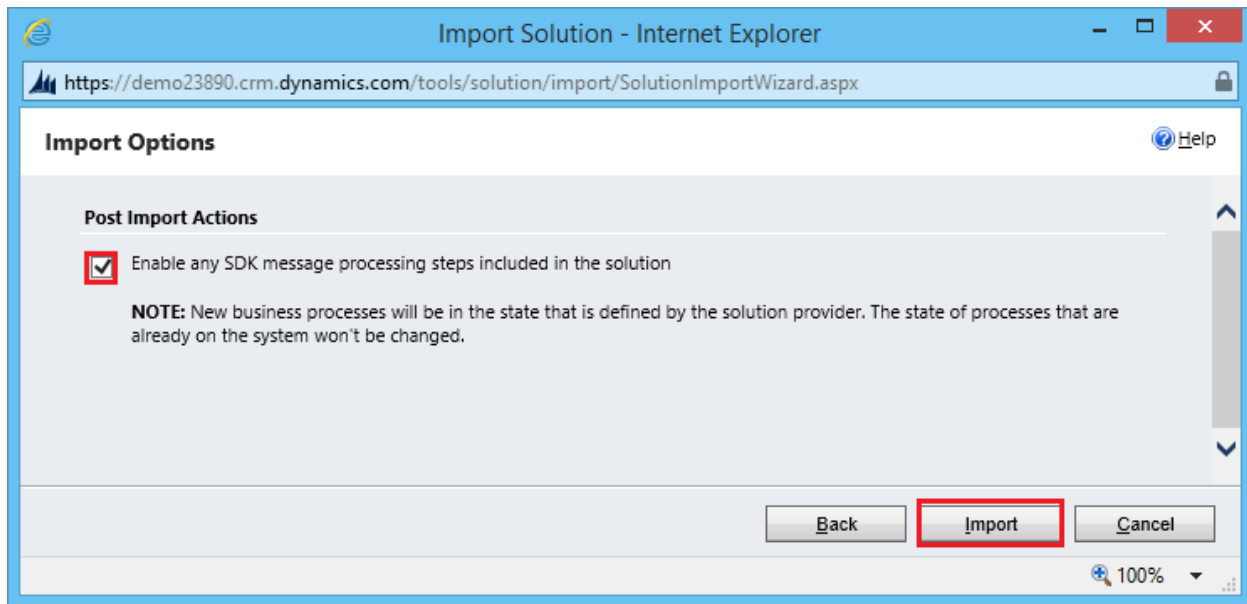 Import Solution - Internet Explorer
https://demo23890.crm.dynamics.com/tools/solution/import/SolutionImportWizard.aspx
Import Options
Help
Post Import Actions
Enable any SDK message processing steps included in the solution
NOTE: New business processes will be in the state that is defined by the solution provider. The state of processes that are
already on the system won't be changed.
Back
Import
Cancel
100%